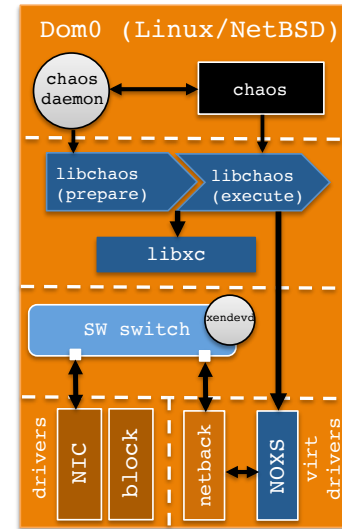 Dom0 (Linux/NetBSD)
chaos
daemon
chaos
libchaos
(prepare)
libchaos
(execute)
libxc
SW switch
xendevd
drivers
NIC
block
netback
NOXS
virt
drivers